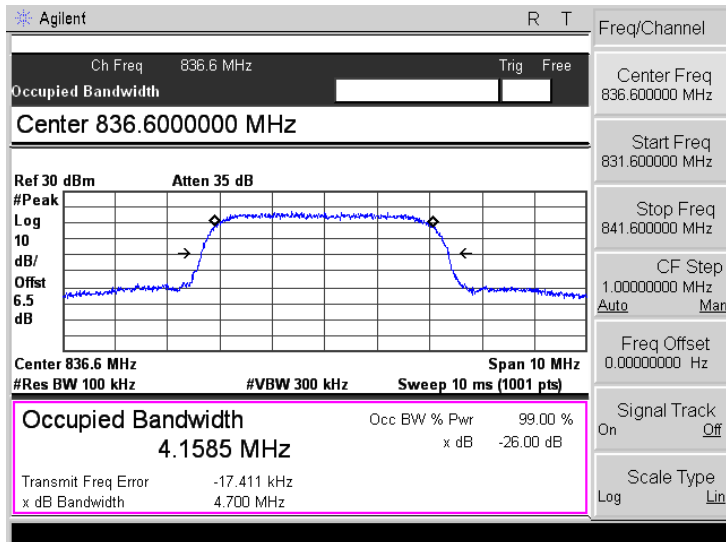 Agilent R T
Ch Freq 836.6 MHz Trig Free
Occupied Bandwidth
Center 836.6000000 MHz
Ref 30 dBm Atten 35 dB
#Peak
Log
10
dB/
Offst
6.5
dB
Center 836.6 MHz Span 10 MHz
#Res BW 100 kHz #VBW 300 kHz Sweep 10 ms (1001 pts)
Occupied Bandwidth Occ BW % Pwr 99.00 %
4.1585 MHz x dB -26.00 dB
Transmit Freq Error -17.411 kHz
x dB Bandwidth 4.700 MHz
Freq/Channel
Center Freq
836.600000 MHz
Start Freq
831.600000 MHz
Stop Freq
841.600000 MHz
CF Step
1.00000000 MHz
Auto Man
Freq Offset
0.00000000 Hz
Signal Track
On Off
Scale Type
Log Lin